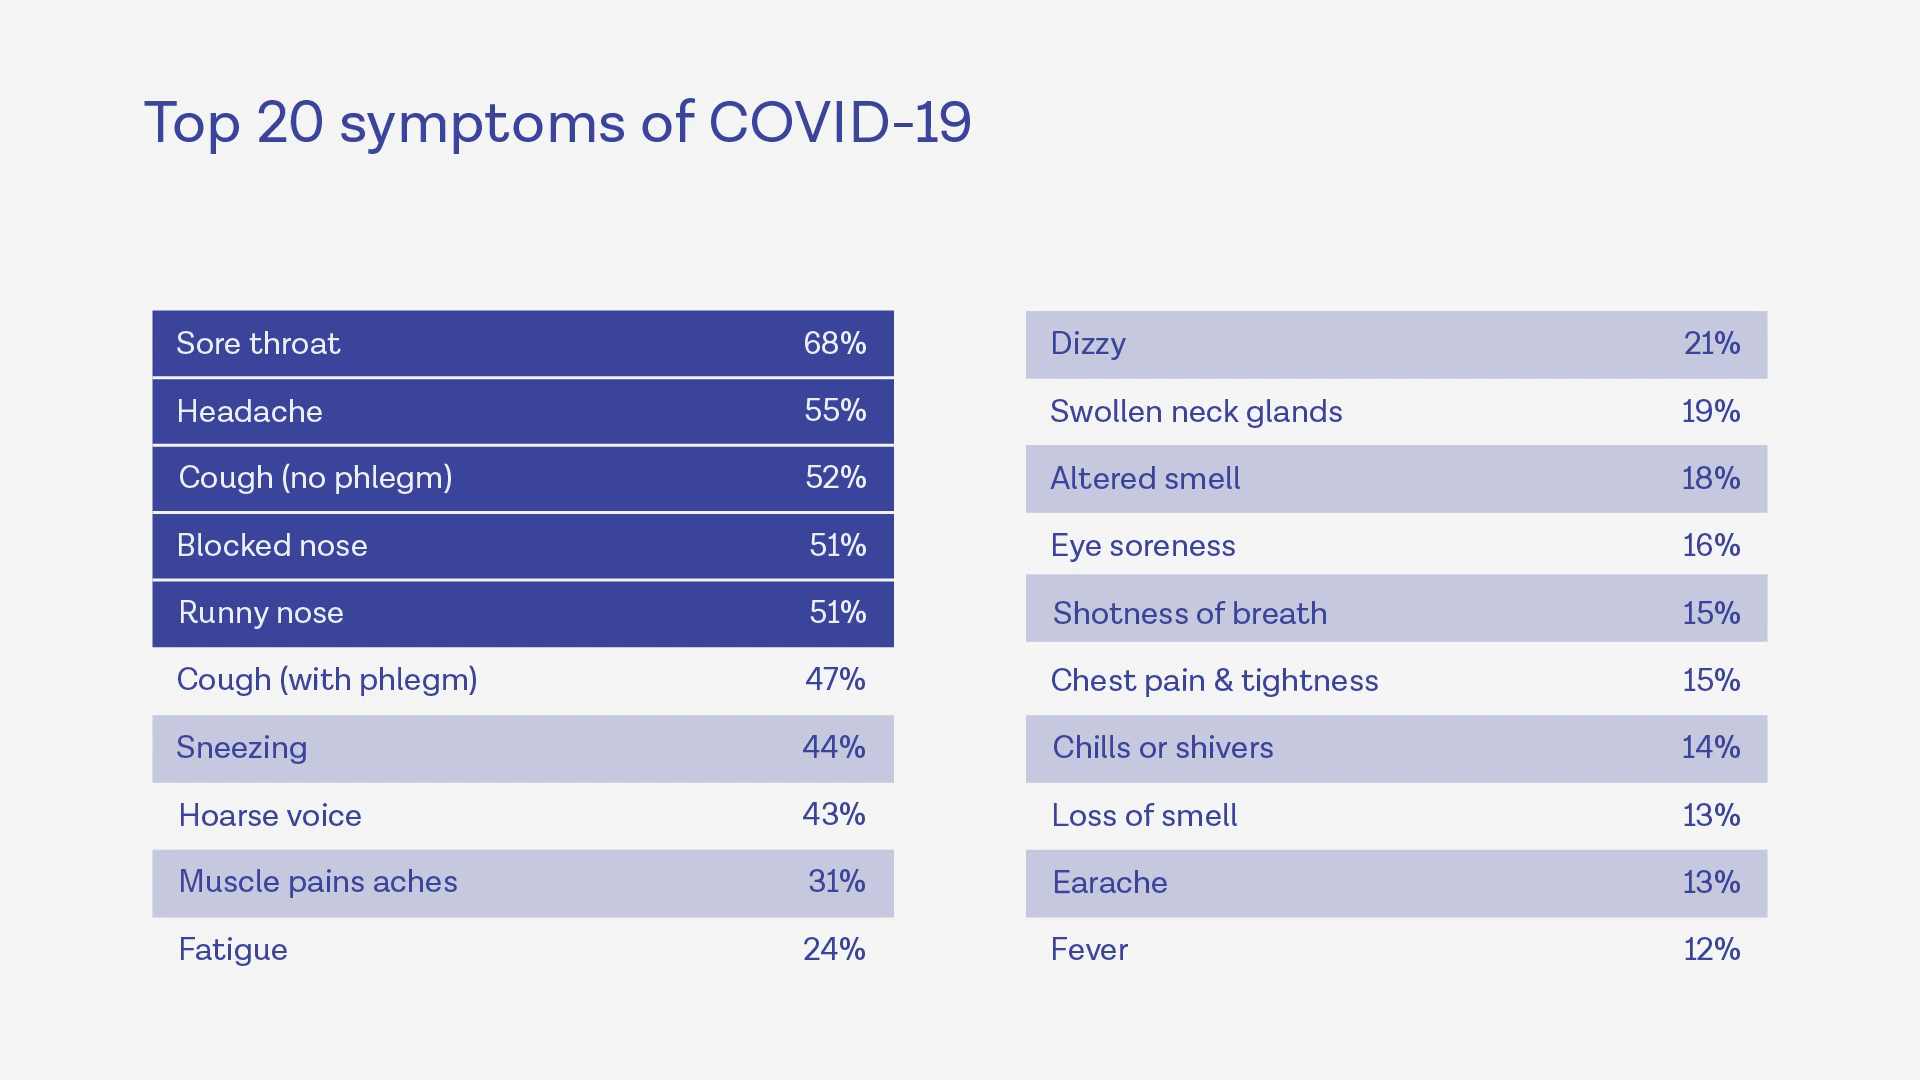 Top 20 symptoms of COVID-19
Sore throat 68%
Headache 55%
Cough (no phlegm) 52%
Blocked nose 51%
Runny nose 51%
Cough (with phlegm) 47%
Sneezing 44%
Hoarse voice 43%
Muscle pains aches 31%
Fatigue 24%
Dizzy 21%
Swollen neck glands 19%
Altered smell 18%
Eye soreness 16%
Shotness of breath 15%
Chest pain & tightness 15%
Chills or shivers 14%
Loss of smell 13%
Earache 13%
Fever 12%